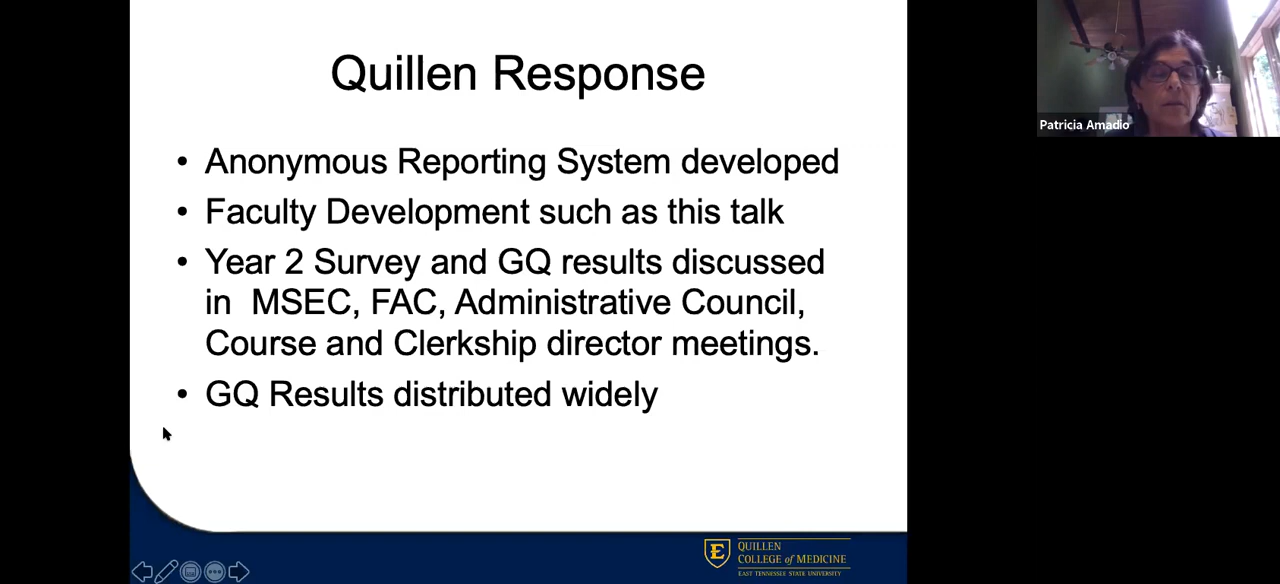 Quillen Response
• Anonymous Reporting System developed
• Faculty Development such as this talk
• Year 2 Survey and GQ results discussed
in MSEC, FAC, Administrative Council,
Course and Clerkship director meetings.
• GQ Results distributed widely
Patricia Amadio
E
QUILLEN
COLLEGE of MEDICINE
EAST TENNESSEE STATE UNIVERSITY